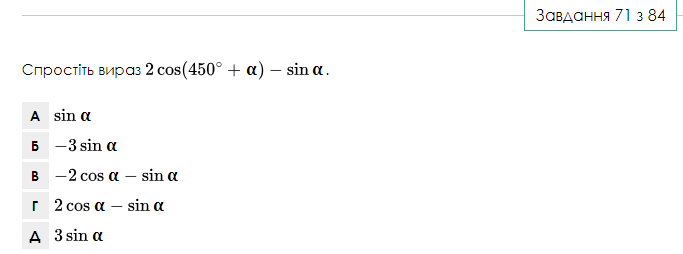 Завдання 71 з 84
Спростіть вираз 2 cos(450° + α) − sin α.
А sin α
Б −3 sin α
В −2 cos α − sin α
Г 2 cos α − sin α
Д 3 sin α